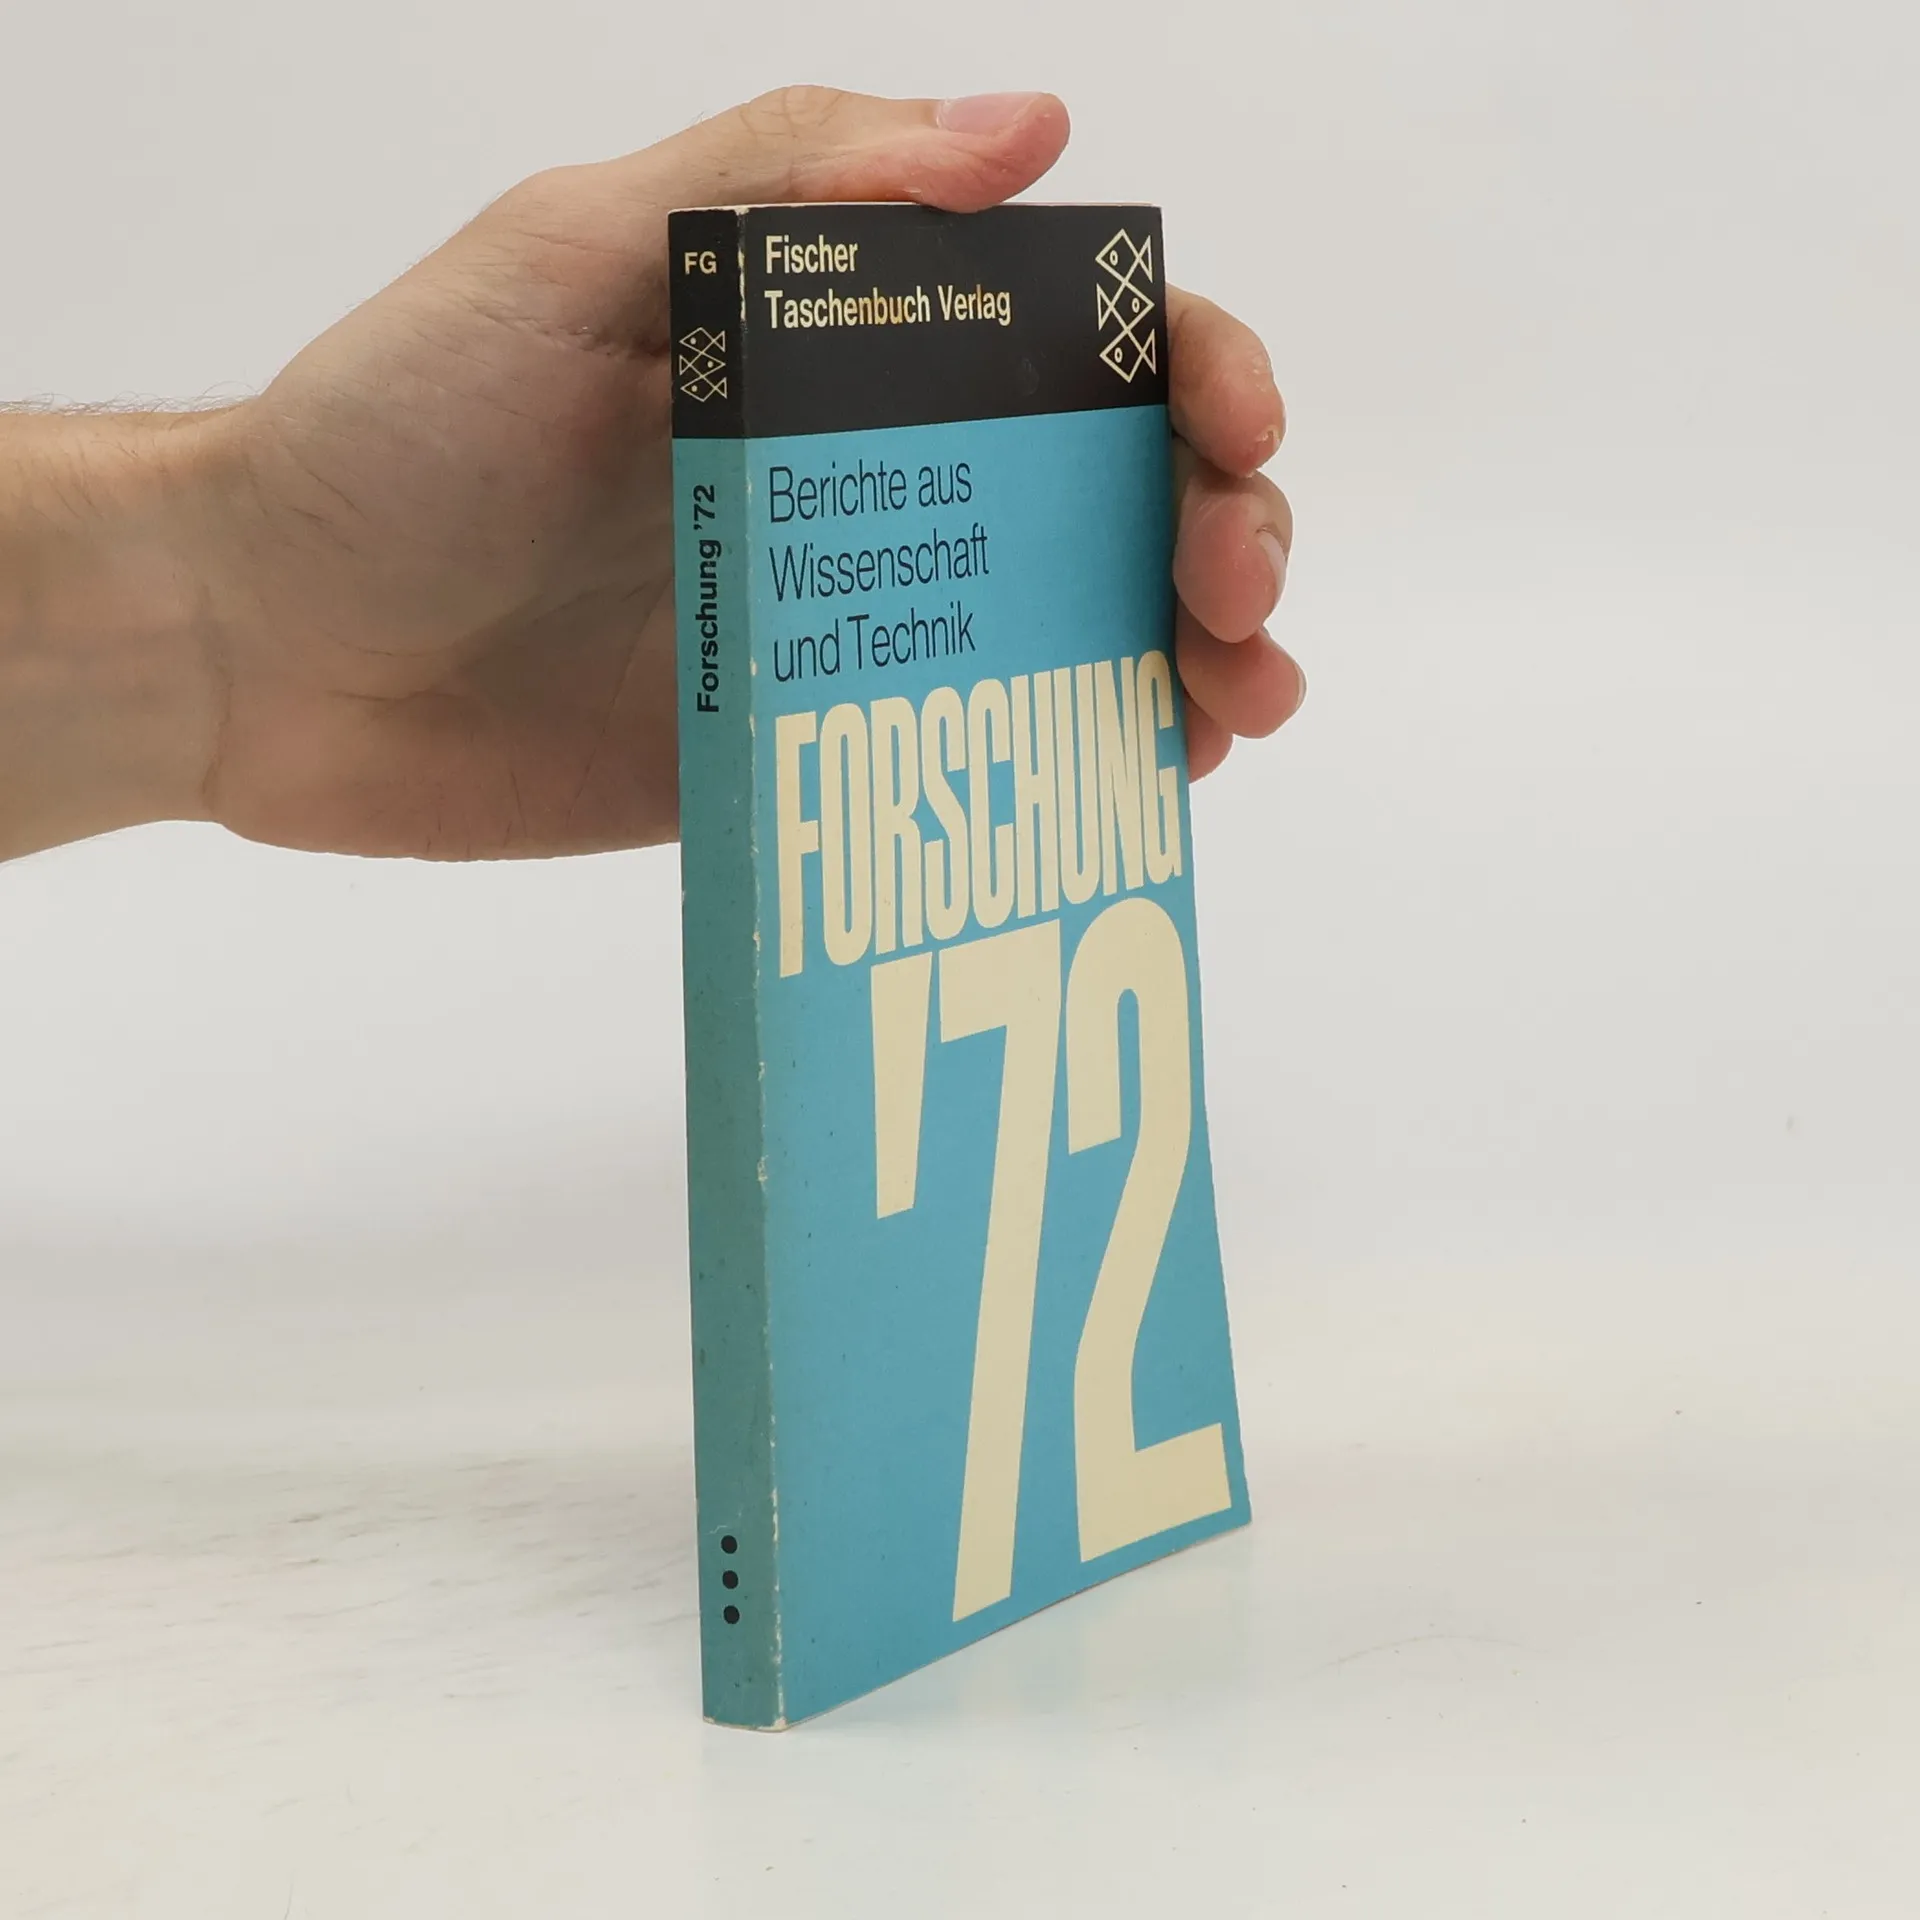 FG
Forschung '72
Fischer
Taschenbuch Verlag
Berichte aus
Wissenschaft
und Technik
FORSCHUNG
'72